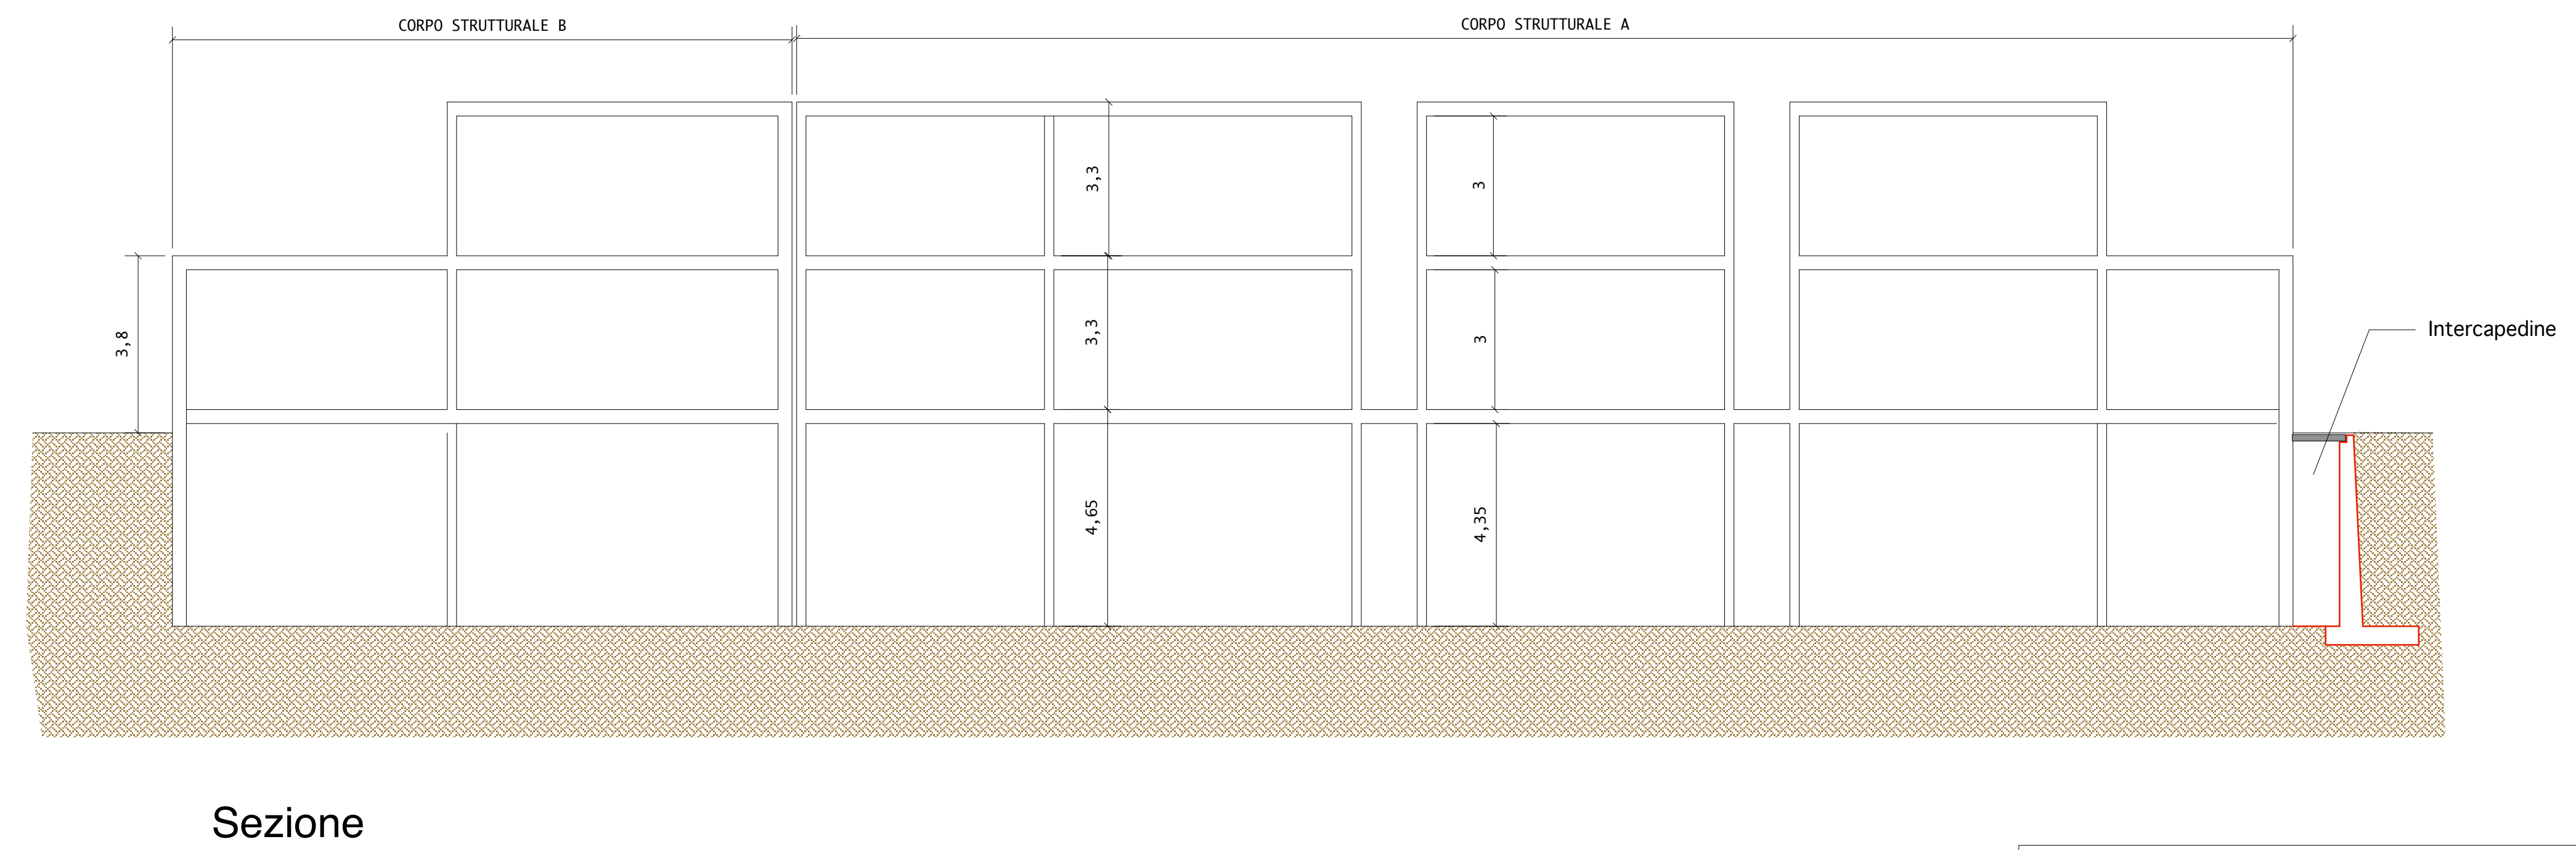 CORPO STRUTTURALE B
CORPO STRUTTURALE A
3,3
3
3,8
3,3
3
Intercapedine
4,65
4,35
Sezione